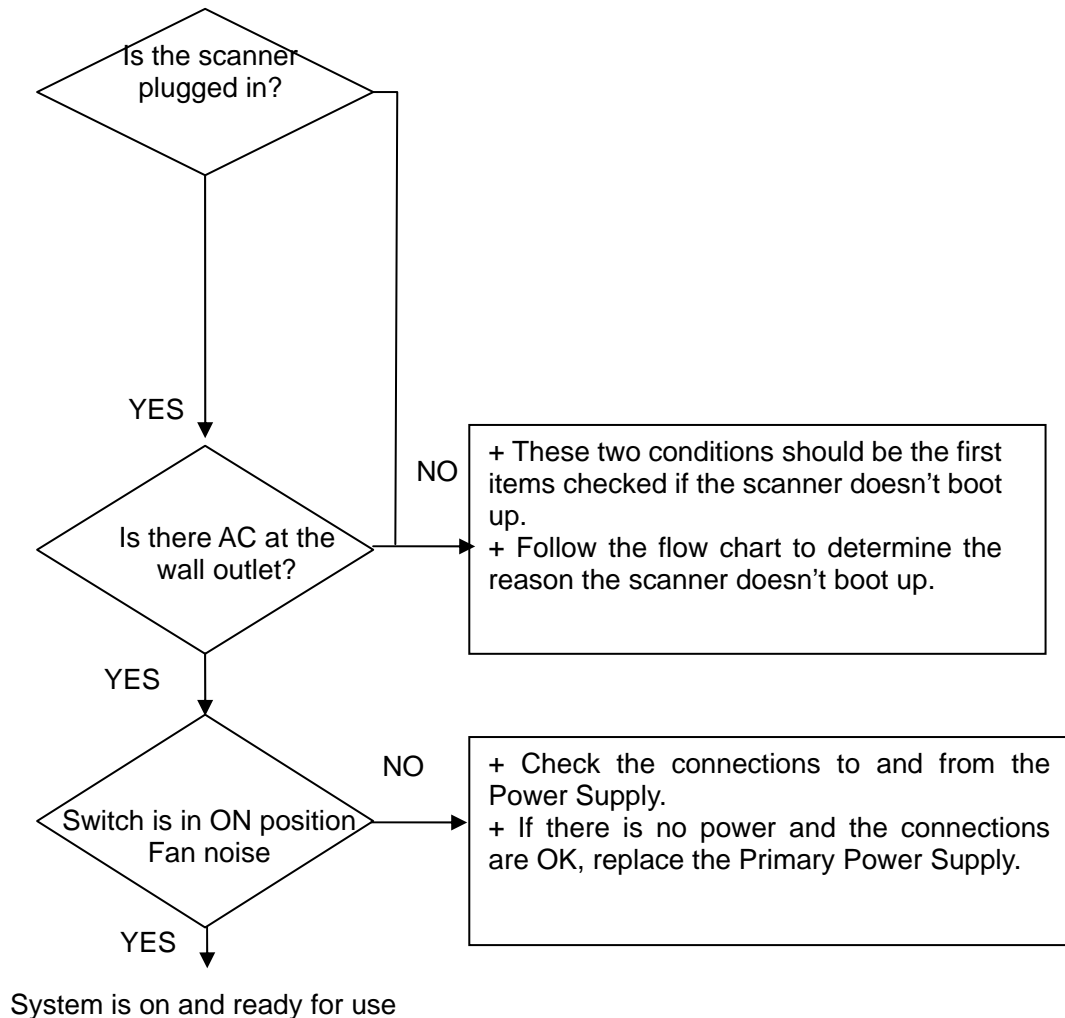 Is the scanner
plugged in?
YES
NO
+ These two conditions should be the first
items checked if the scanner doesn’t boot
up.
+ Follow the flow chart to determine the
reason the scanner doesn’t boot up.
Is there AC at the
wall outlet?
YES
NO
+ Check the connections to and from the
Power Supply.
+ If there is no power and the connections
are OK, replace the Primary Power Supply.
Switch is in ON position
Fan noise
YES
System is on and ready for use